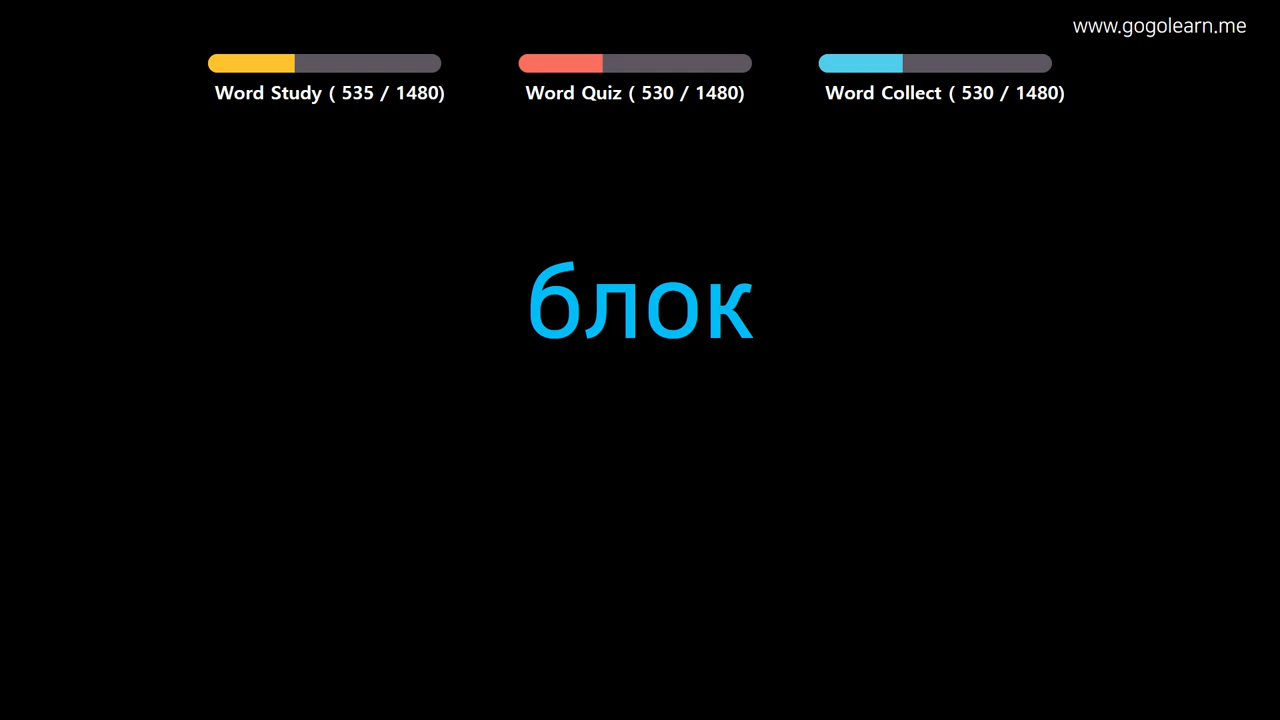 www.gogolearn.me
Word Study ( 535 / 1480)
Word Quiz ( 530 / 1480)
Word Collect ( 530 / 1480)
блок